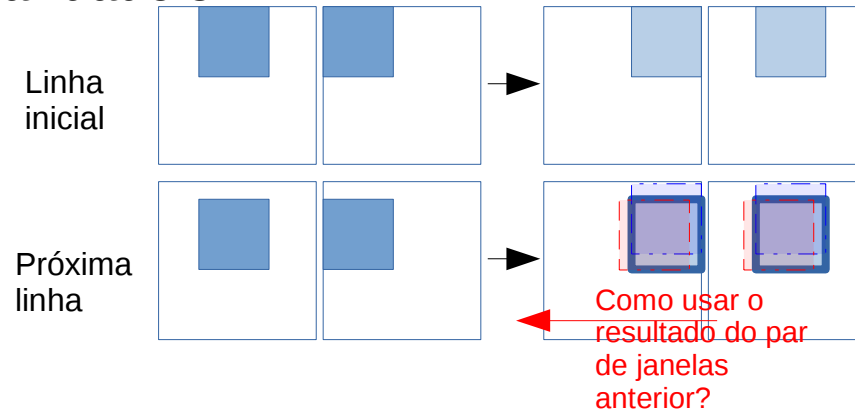 Linha
inicial
Próxima
linha
Como usar o
resultado do par
de janelas
anterior?